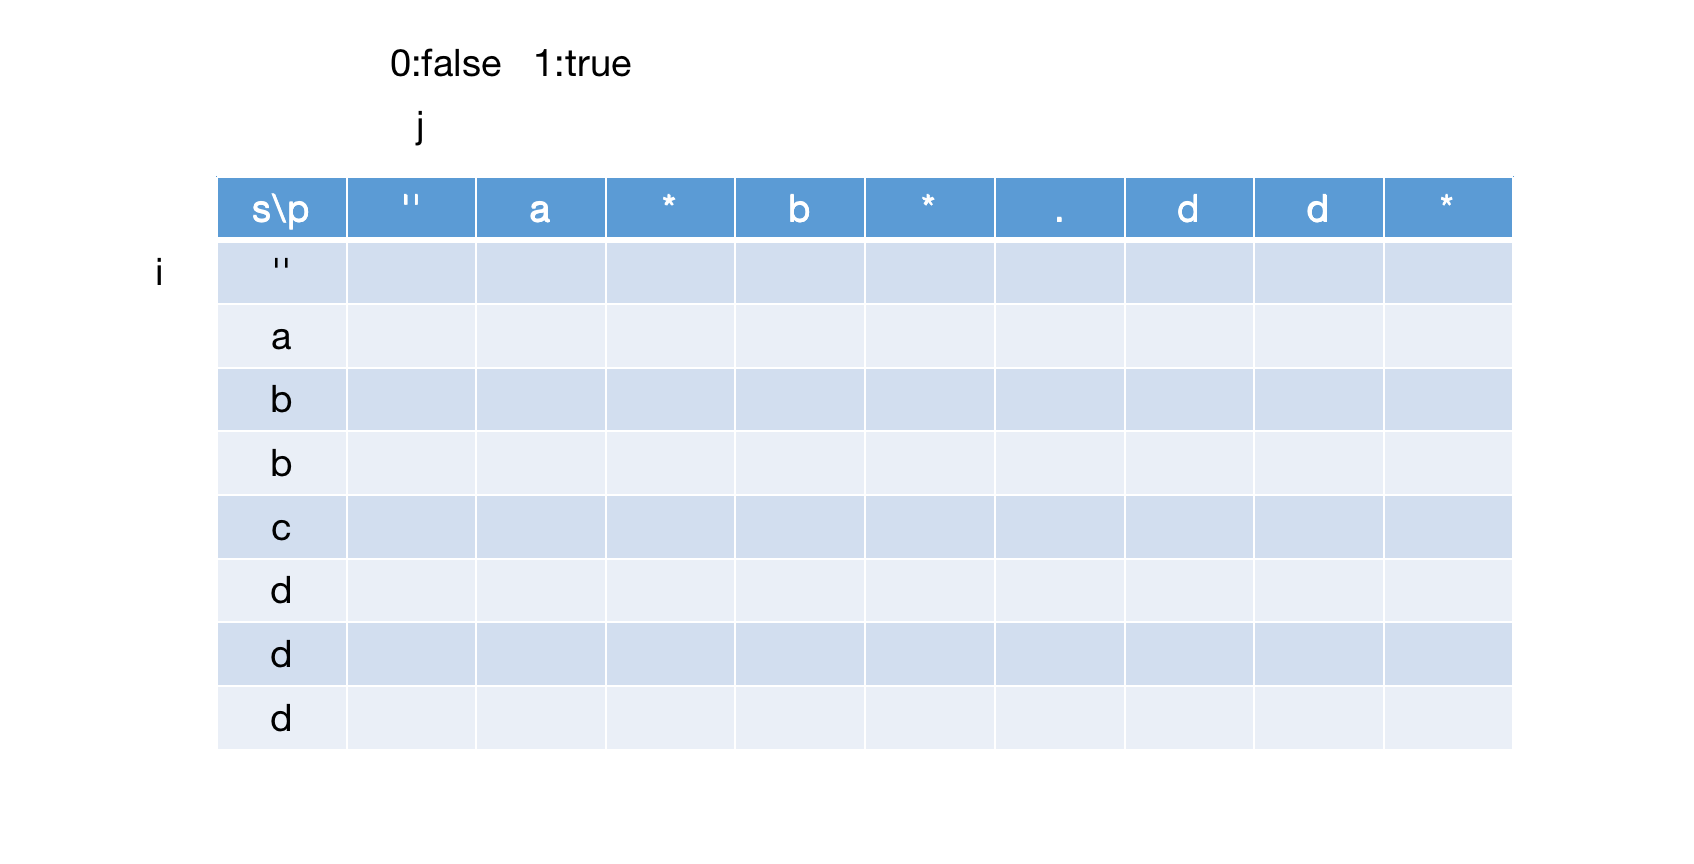 0:false 1:true
j
s\p '' a * b * . d d *
i ''
a
b
b
c
d
d
d